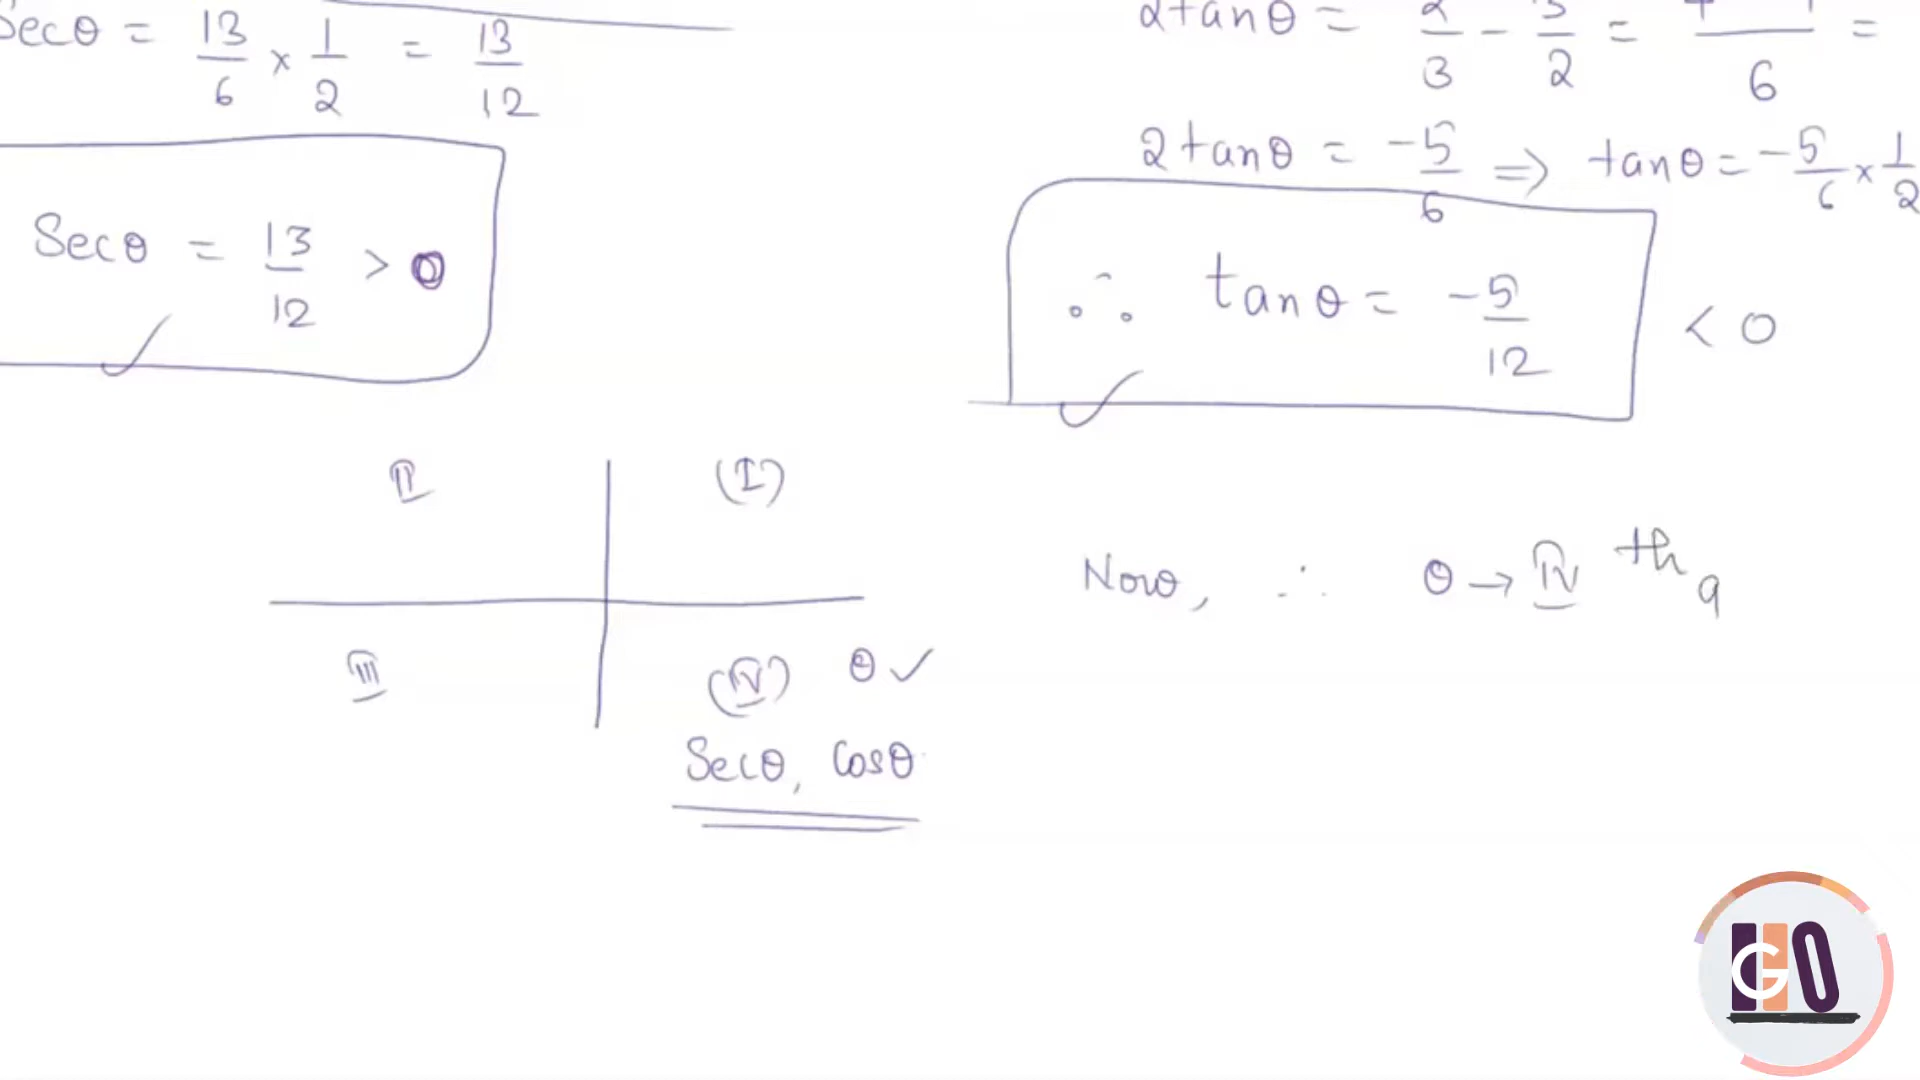 Secθ = 13/6 × 1/2 = 13/12
2tanθ = 2/3 - 3/2 = /6 =
2tanθ = -5/6 ⇒ tanθ = -5/6 × 1/2
Secθ = 13/12 > 0
∴ tanθ = -5/12 < 0
II (I)
Now, ∴ θ → IV th q
III (IV) θ ✓
Secθ, Cosθ
GO